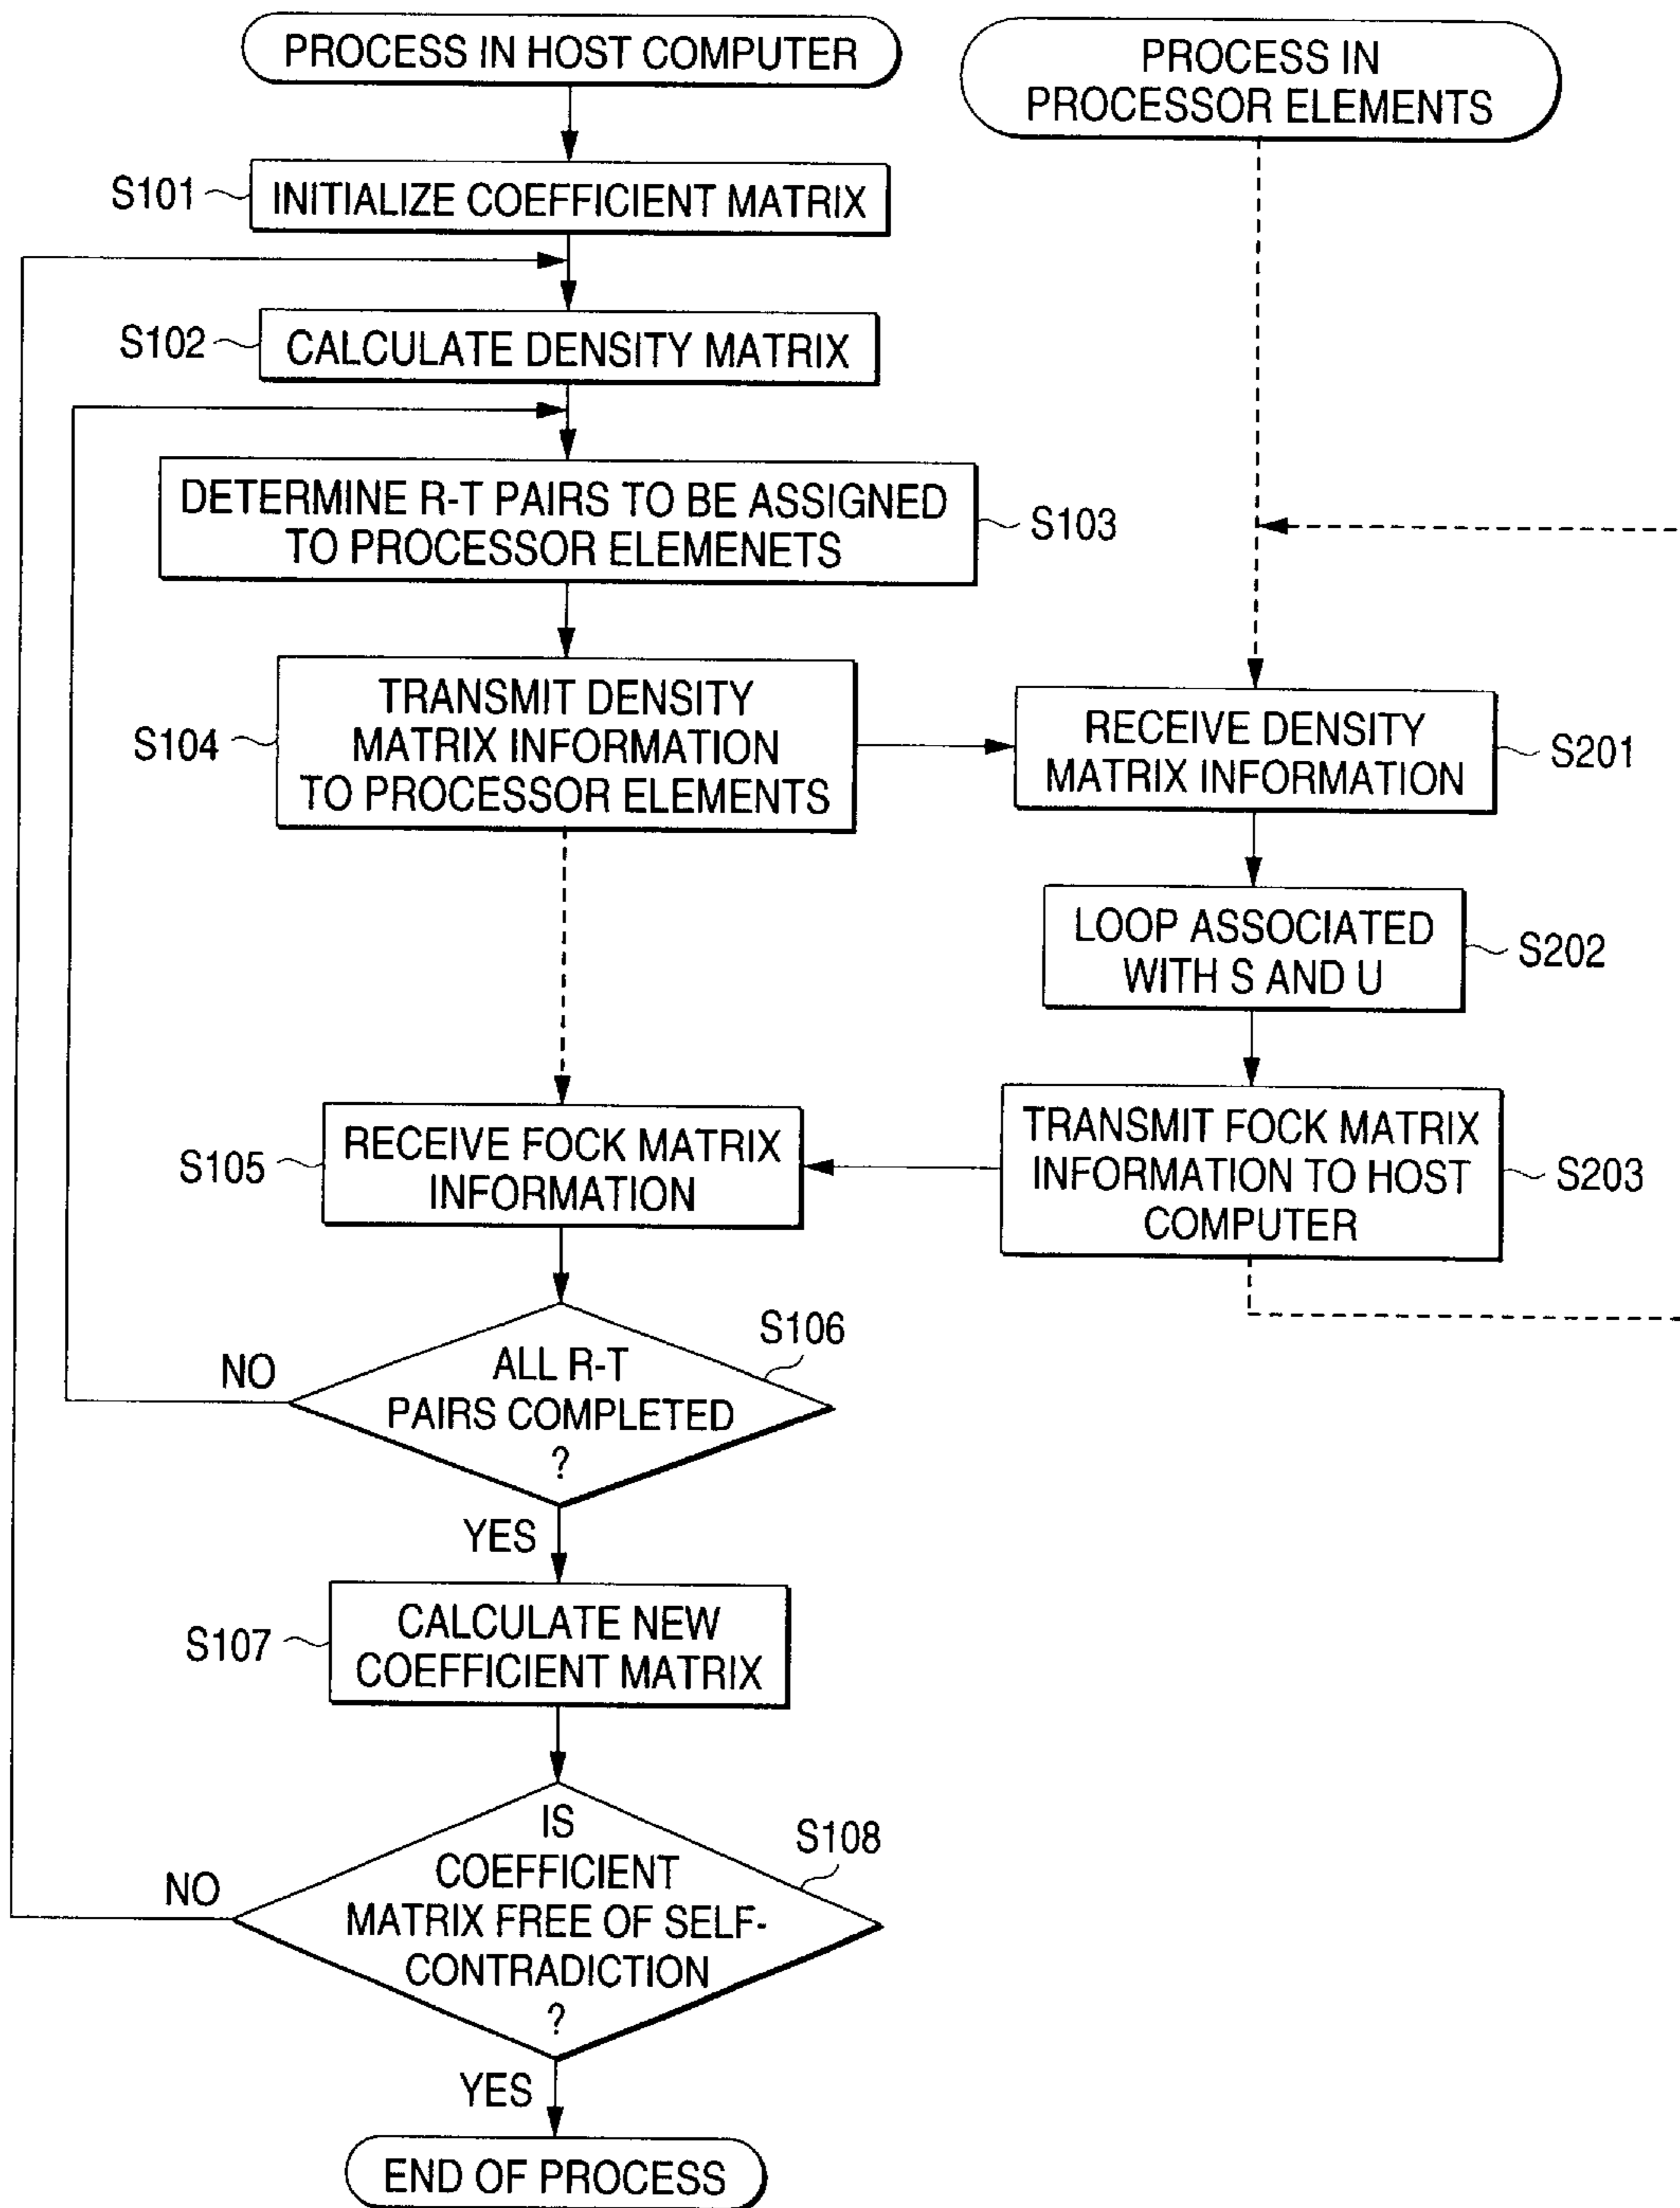 PROCESS IN HOST COMPUTER
PROCESS IN
PROCESSOR ELEMENTS
S101
INITIALIZE COEFFICIENT MATRIX
S102
CALCULATE DENSITY MATRIX
DETERMINE R-T PAIRS TO BE ASSIGNED
TO PROCESSOR ELEMENETS
S103
S104
TRANSMIT DENSITY
MATRIX INFORMATION
TO PROCESSOR ELEMENTS
RECEIVE DENSITY
MATRIX INFORMATION
S201
LOOP ASSOCIATED
WITH S AND U
S202
S105
RECEIVE FOCK MATRIX
INFORMATION
TRANSMIT FOCK MATRIX
INFORMATION TO HOST
COMPUTER
S203
S106
NO
ALL R-T
PAIRS COMPLETED
?
YES
S107
CALCULATE NEW
COEFFICIENT MATRIX
S108
NO
IS
COEFFICIENT
MATRIX FREE OF SELF-
CONTRADICTION
?
YES
END OF PROCESS